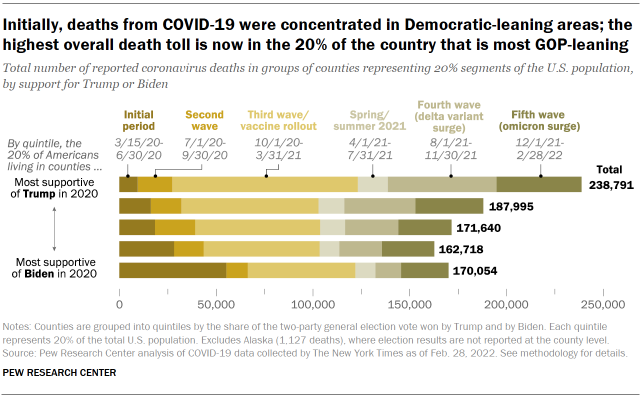 Initially, deaths from COVID-19 were concentrated in Democratic-leaning areas; the
highest overall death toll is now in the 20% of the country that is most GOP-leaning
Total number of reported coronavirus deaths in groups of counties representing 20% segments of the U.S. population,
by support for Trump or Biden
Initial period
Second wave
Third wave/ vaccine rollout
Spring/ summer 2021
Fourth wave (delta variant surge)
Fifth wave (omicron surge)
By quintile, the
20% of Americans
living in counties ...
3/15/20- 6/30/20
7/1/20- 9/30/20
10/1/20- 3/31/21
4/1/21- 7/31/21
8/1/21- 11/30/21
12/1/21- 2/28/22
Total
Most supportive
of Trump in 2020
238,791
187,995
171,640
162,718
Most supportive
of Biden in 2020
170,054
0 50,000 100,000 150,000 200,000 250,000
Notes: Counties are grouped into quintiles by the share of the two-party general election vote won by Trump and by Biden. Each quintile
represents 20% of the total U.S. population. Excludes Alaska (1,127 deaths), where election results are not reported at the county level.
Source: Pew Research Center analysis of COVID-19 data collected by The New York Times as of Feb. 28, 2022. See methodology for details.
PEW RESEARCH CENTER